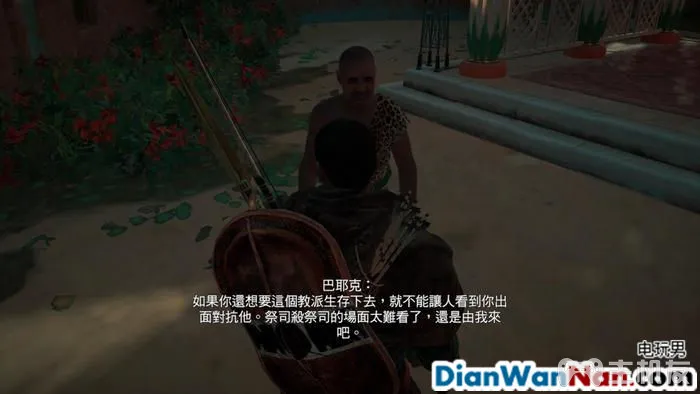 巴耶克：
如果你還想要這個教派生存下去，就不能讓人看到你出
面對抗他。祭司殺祭司的場面太難看了，還是由我來
吧。
电玩男
DianWanNan.com